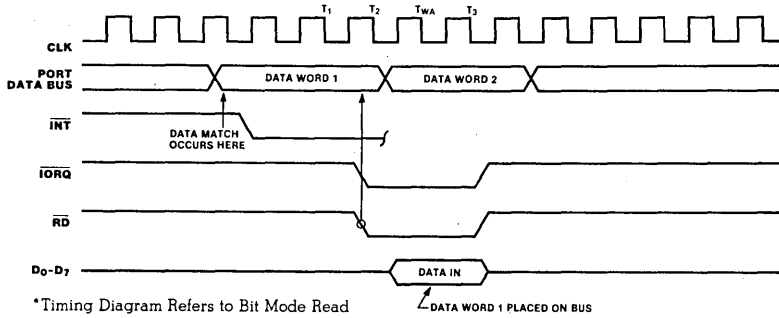 T1 T2 TWA T3
CLK
PORT DATA BUS
DATA WORD 1 DATA WORD 2
INT
DATA MATCH
OCCURS HERE
IORQ
RD
D0-D7
DATA IN
*Timing Diagram Refers to Bit Mode Read
DATA WORD 1 PLACED ON BUS